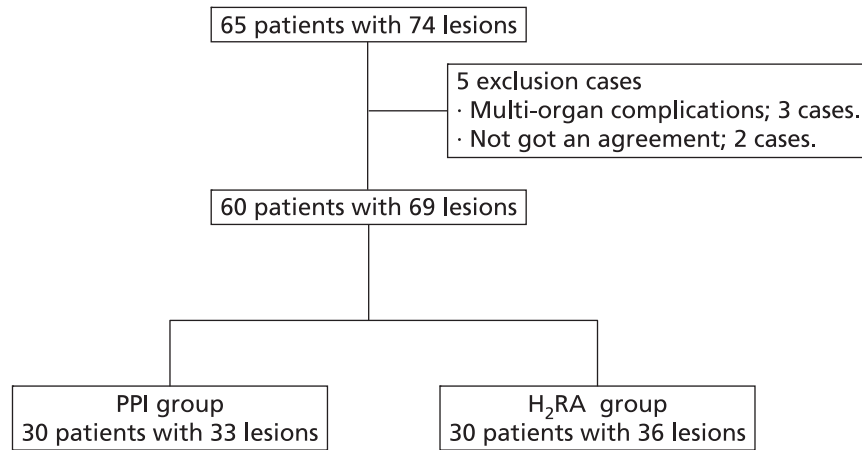 65 patients with 74 lesions
5 exclusion cases
· Multi-organ complications; 3 cases.
· Not got an agreement; 2 cases.
60 patients with 69 lesions
PPI group
30 patients with 33 lesions
H₂RA group
30 patients with 36 lesions